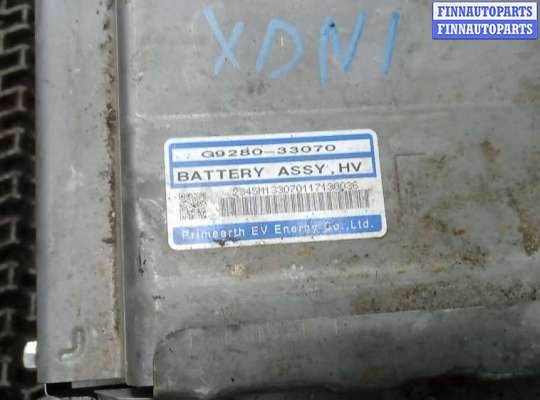 FINNAUTOPARTS
FINNAUTOPARTS
XDN1
G9280-33070
BATTERY ASSY, HV
Primearth EV Energy Co., Ltd.